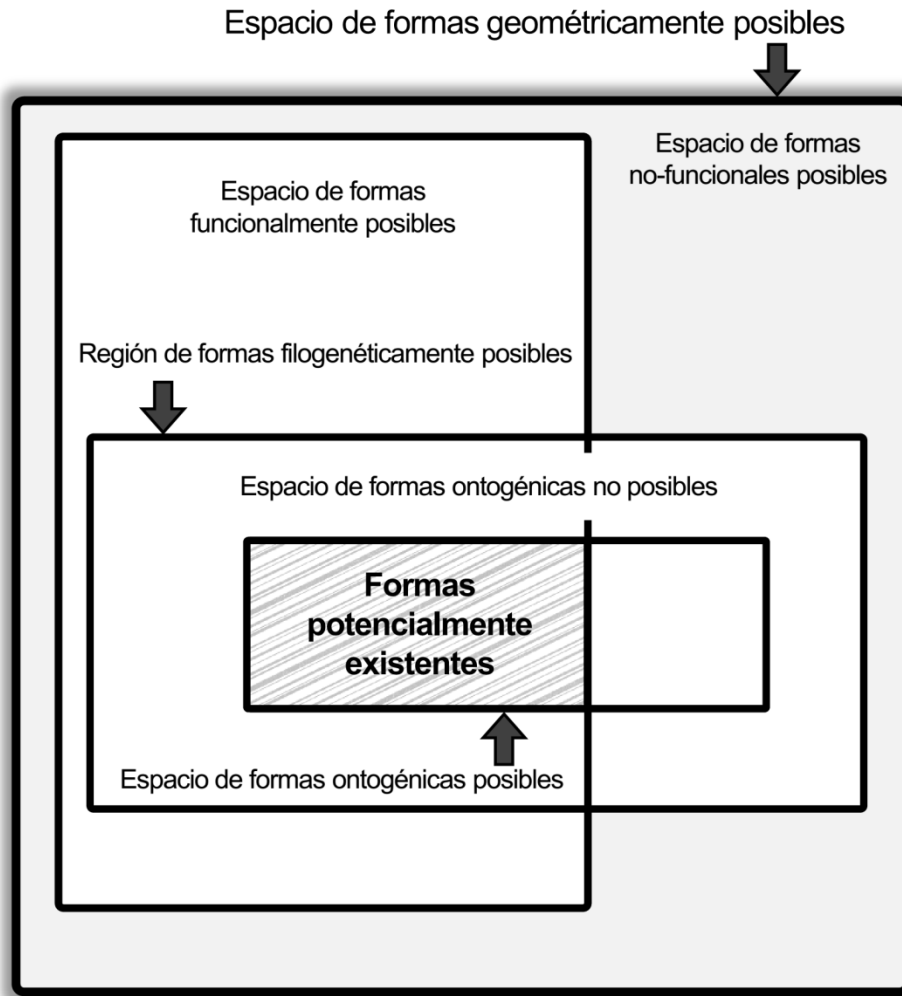 Espacio de formas geométricamente posibles
Espacio de formas
no-funcionales posibles
Espacio de formas
funcionalmente posibles
Región de formas filogenéticamente posibles
Espacio de formas ontogénicas no posibles
Formas
potencialmente
existentes
Espacio de formas ontogénicas posibles